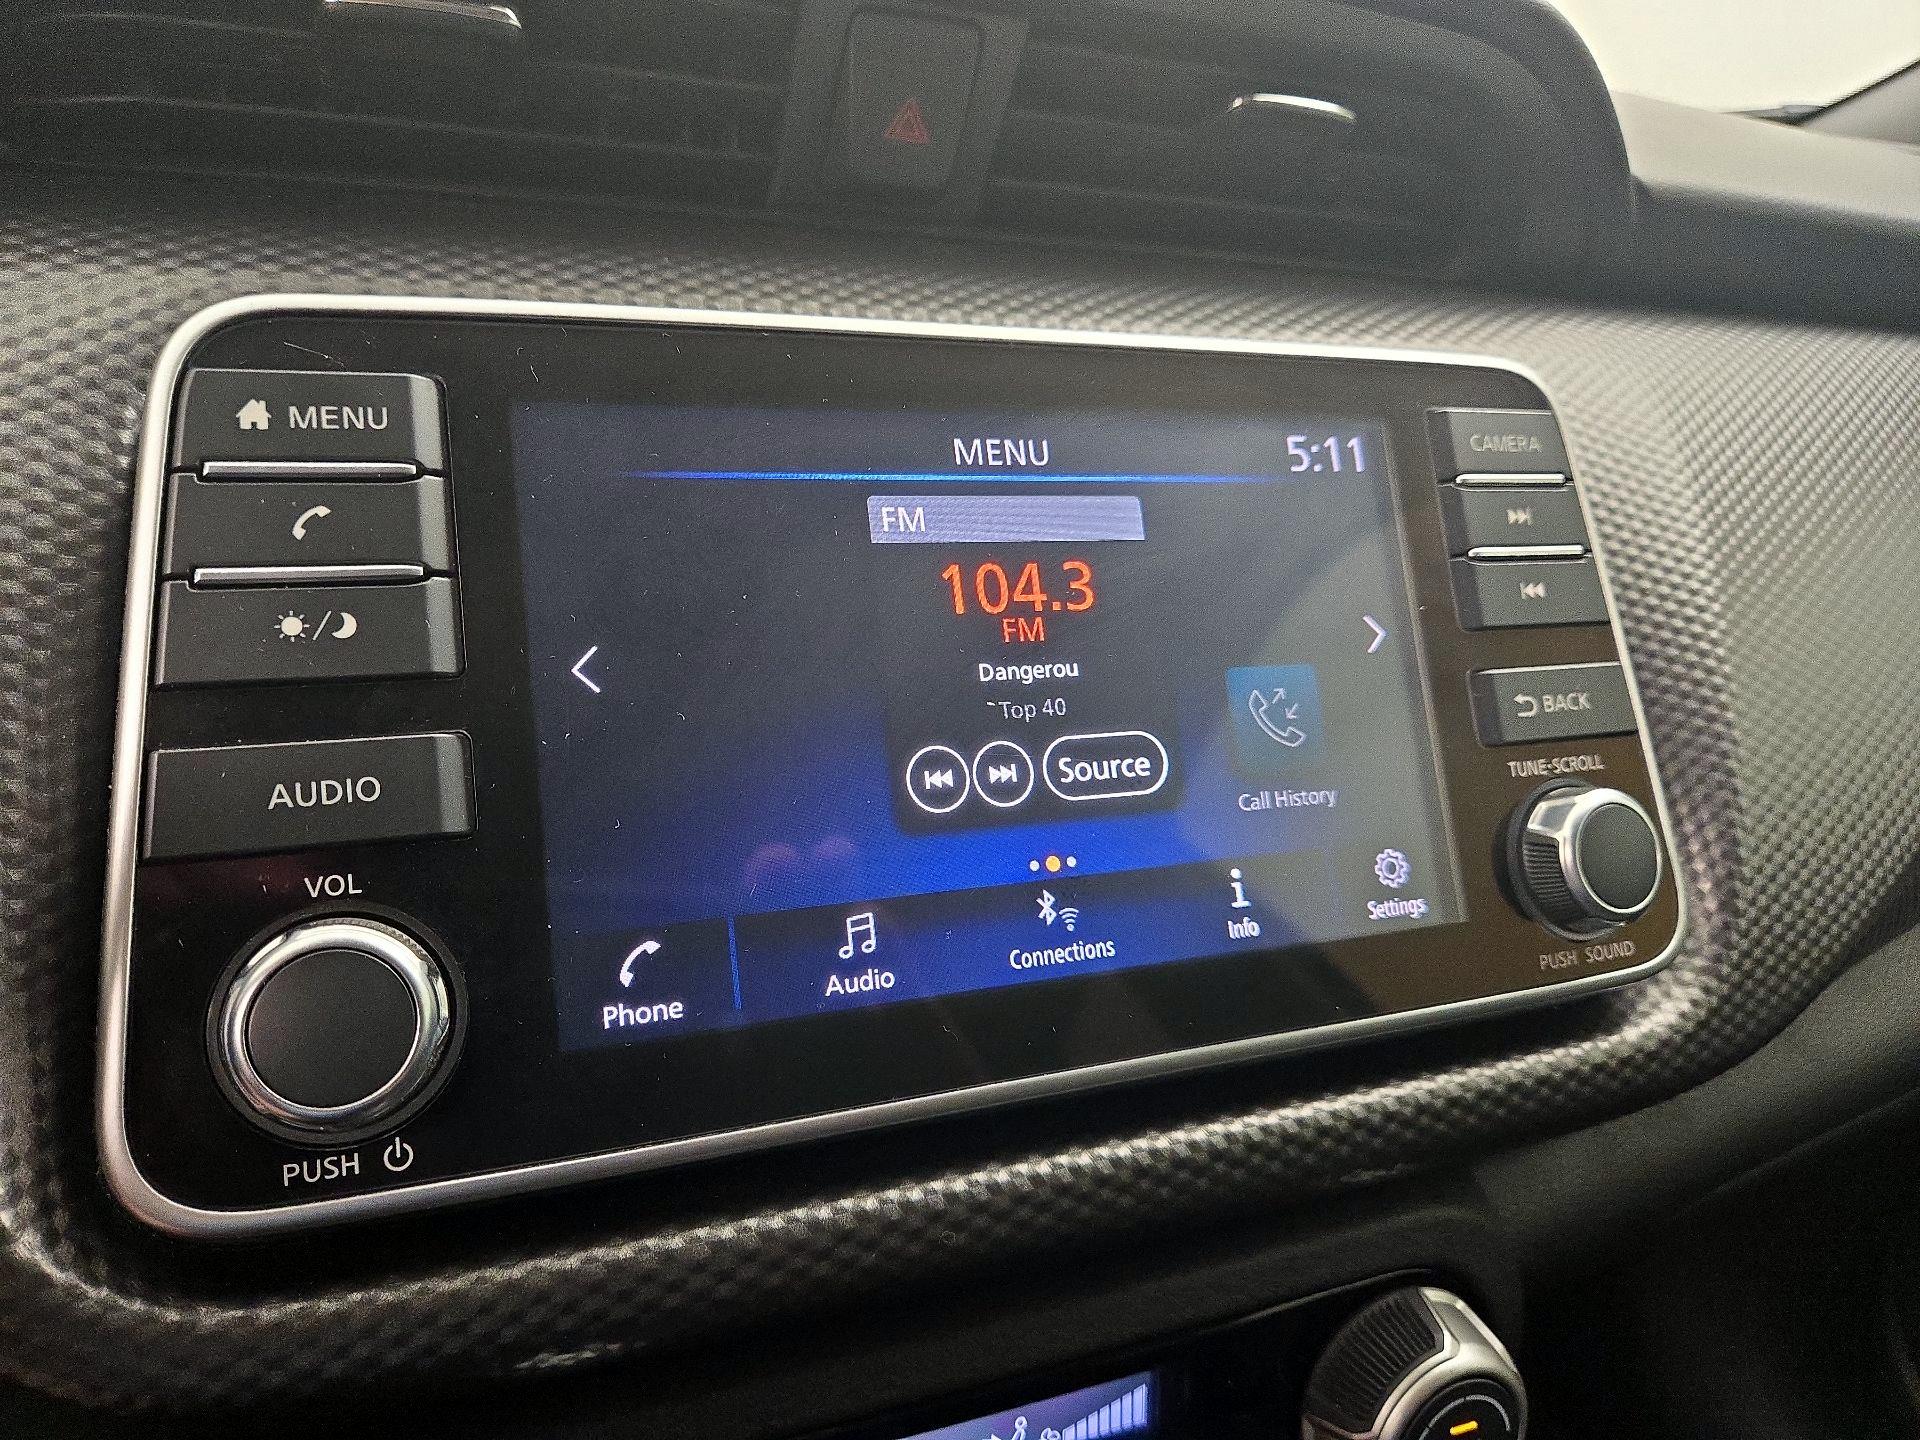 MENU
AUDIO
VOL
PUSH
MENU
5:11
FM
104.3
FM
Dangerou
Top 40
Source
Call History
Phone
Audio
Connections
Info
Settings
CAMERA
BACK
TUNE·SCROLL
PUSH SOUND